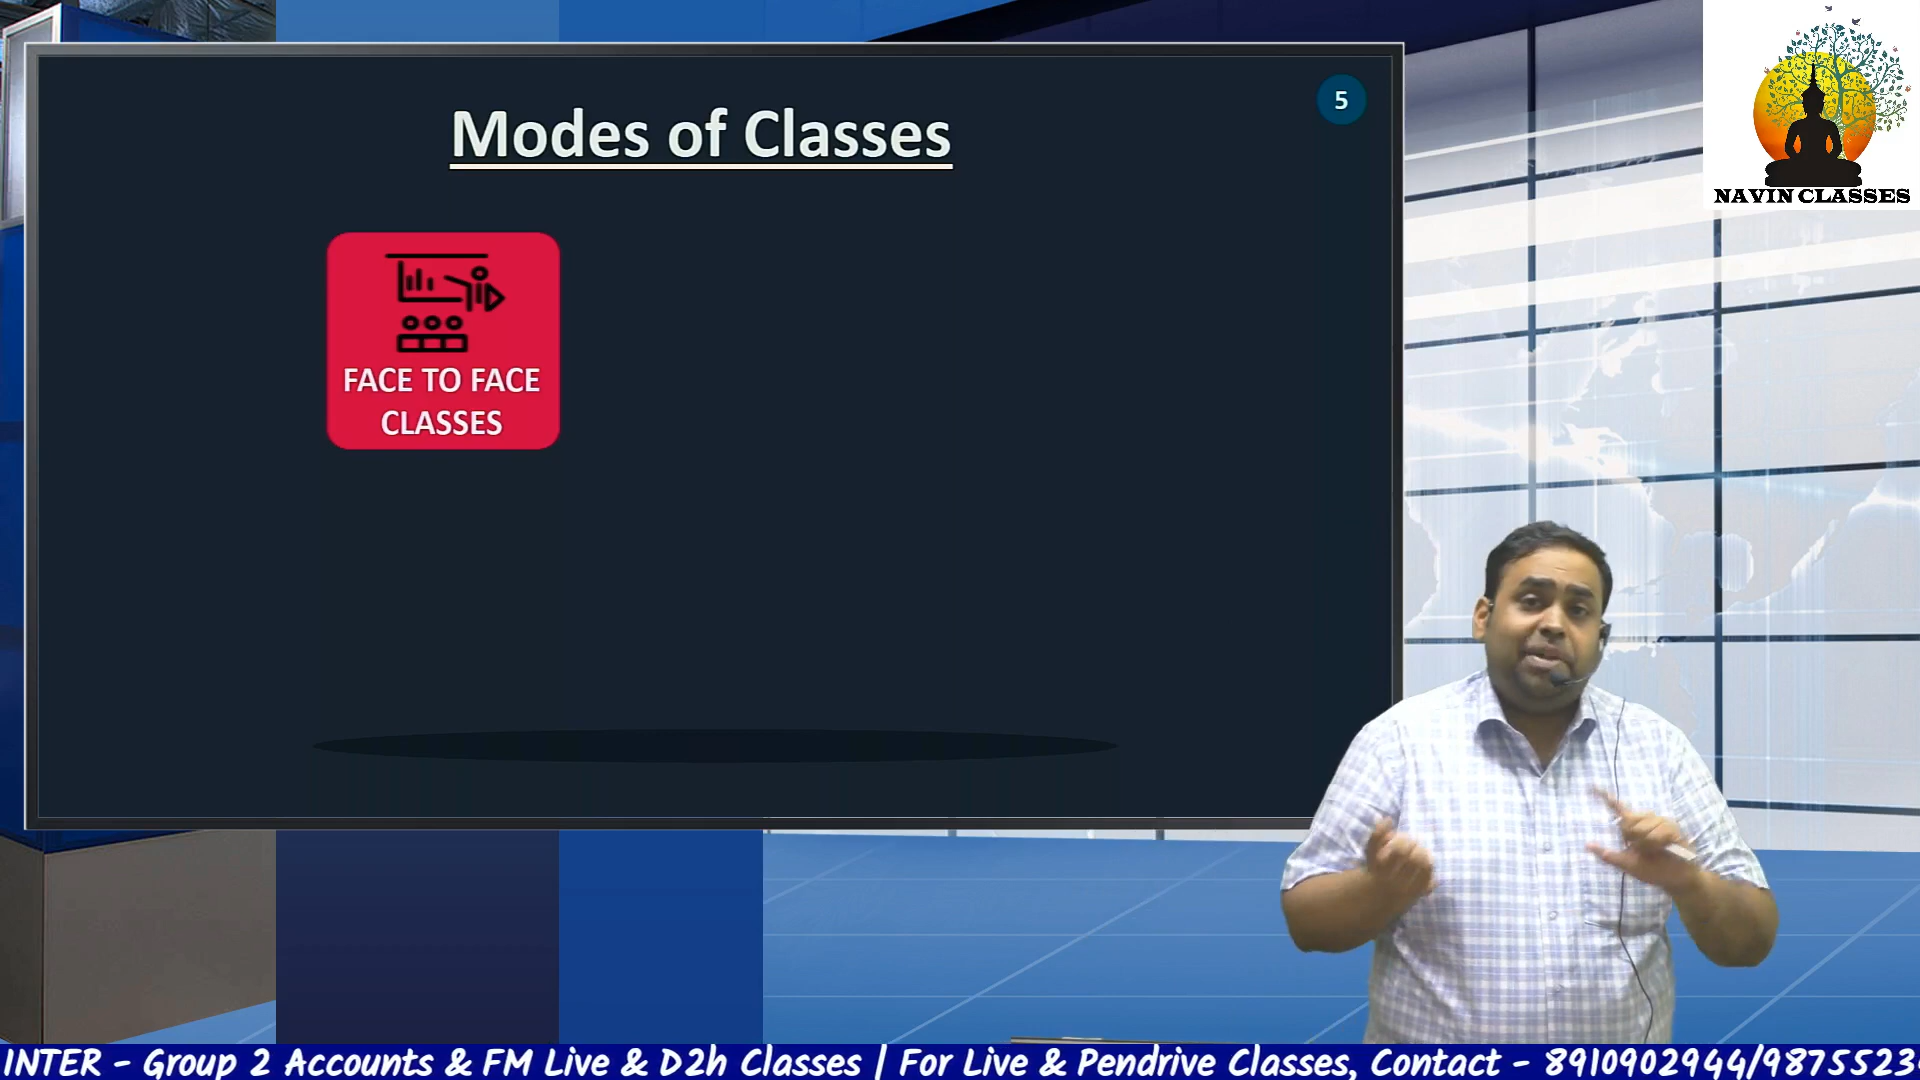 5
Modes of Classes
FACE TO FACE
CLASSES
NAVIN CLASSES
INTER - Group 2 Accounts & FM Live & D2h Classes | For Live & Pendrive Classes, Contact - 8910902944/9875523